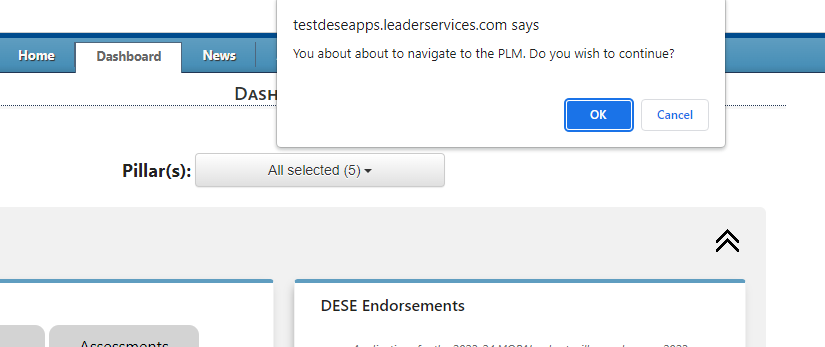 testdeseapps.leaderservices.com says
You about about to navigate to the PLM. Do you wish to continue?
OK Cancel
Home Dashboard News
DASH
Pillar(s): All selected (5)
DESE Endorsements
Assessments